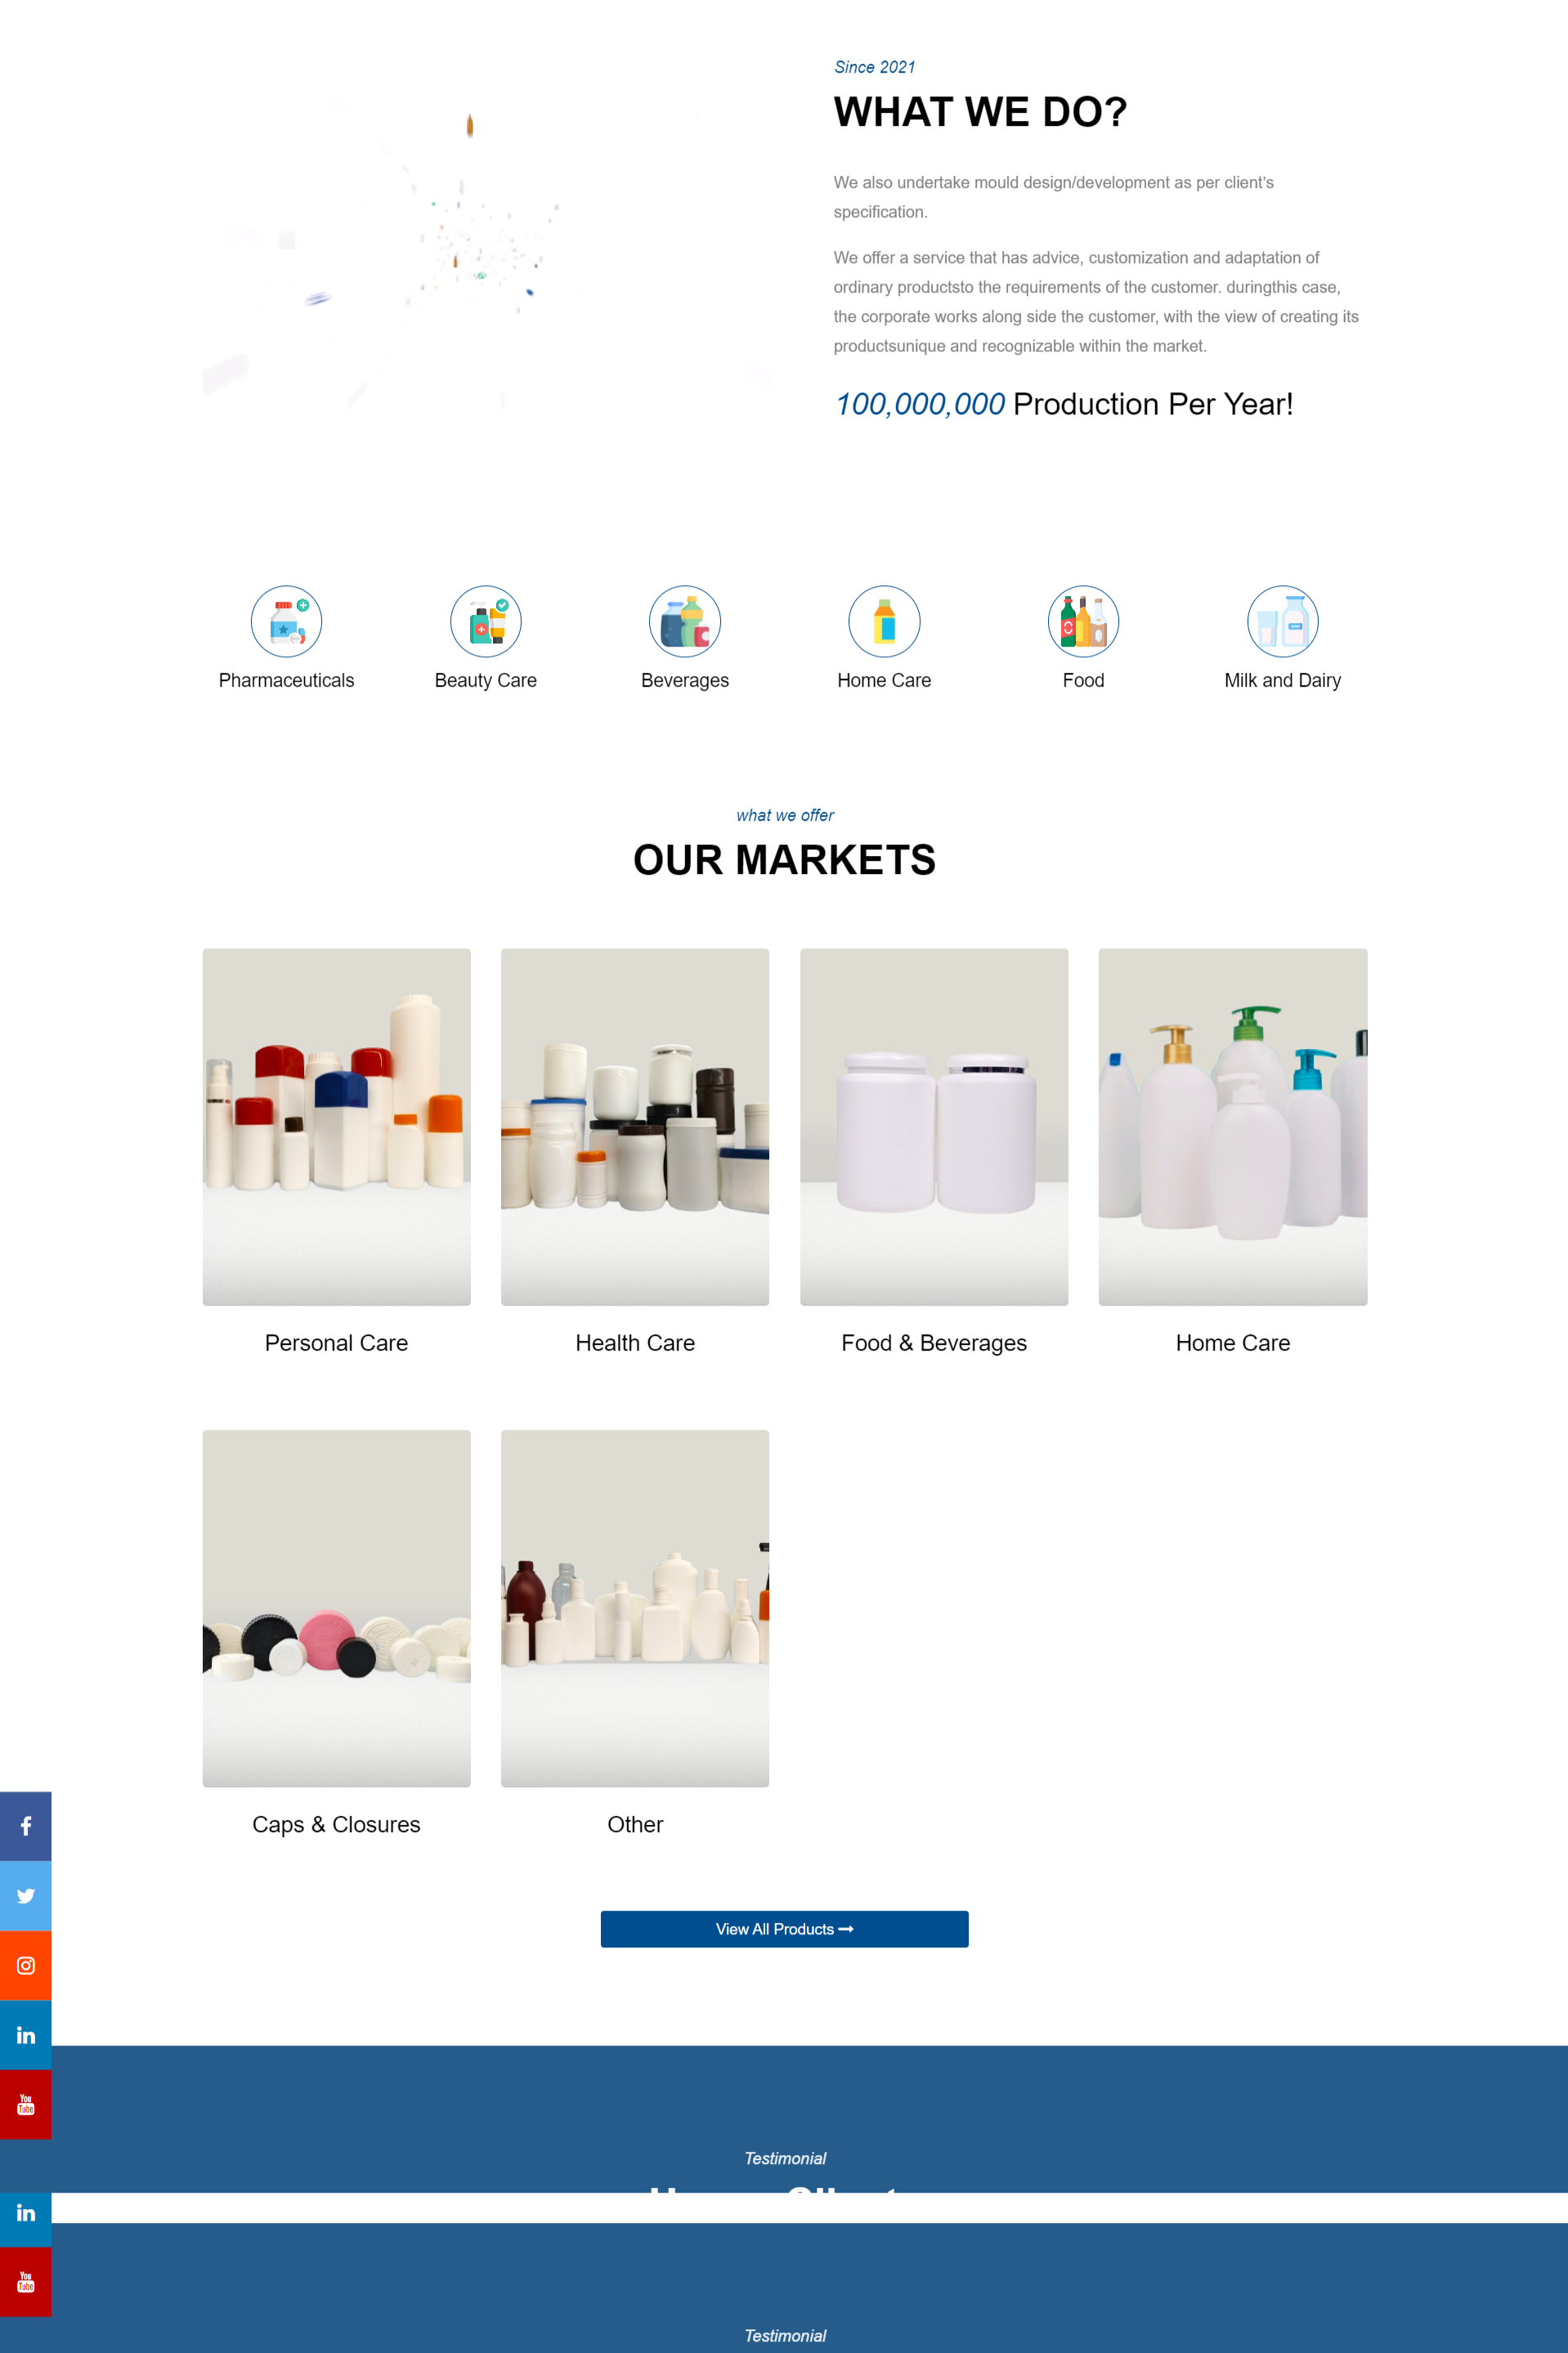 Since 2021
WHAT WE DO?
We also undertake mould design/development as per client's
specification.
We offer a service that has advice, customization and adaptation of
ordinary productsto the requirements of the customer. duringthis case,
the corporate works along side the customer, with the view of creating its
productsunique and recognizable within the market.
100,000,000 Production Per Year!
Pharmaceuticals
Beauty Care
Beverages
Home Care
Food
Milk and Dairy
what we offer
OUR MARKETS
Personal Care
Health Care
Food & Beverages
Home Care
Caps & Closures
Other
View All Products
You Tube
Testimonial
You Tube
Testimonial